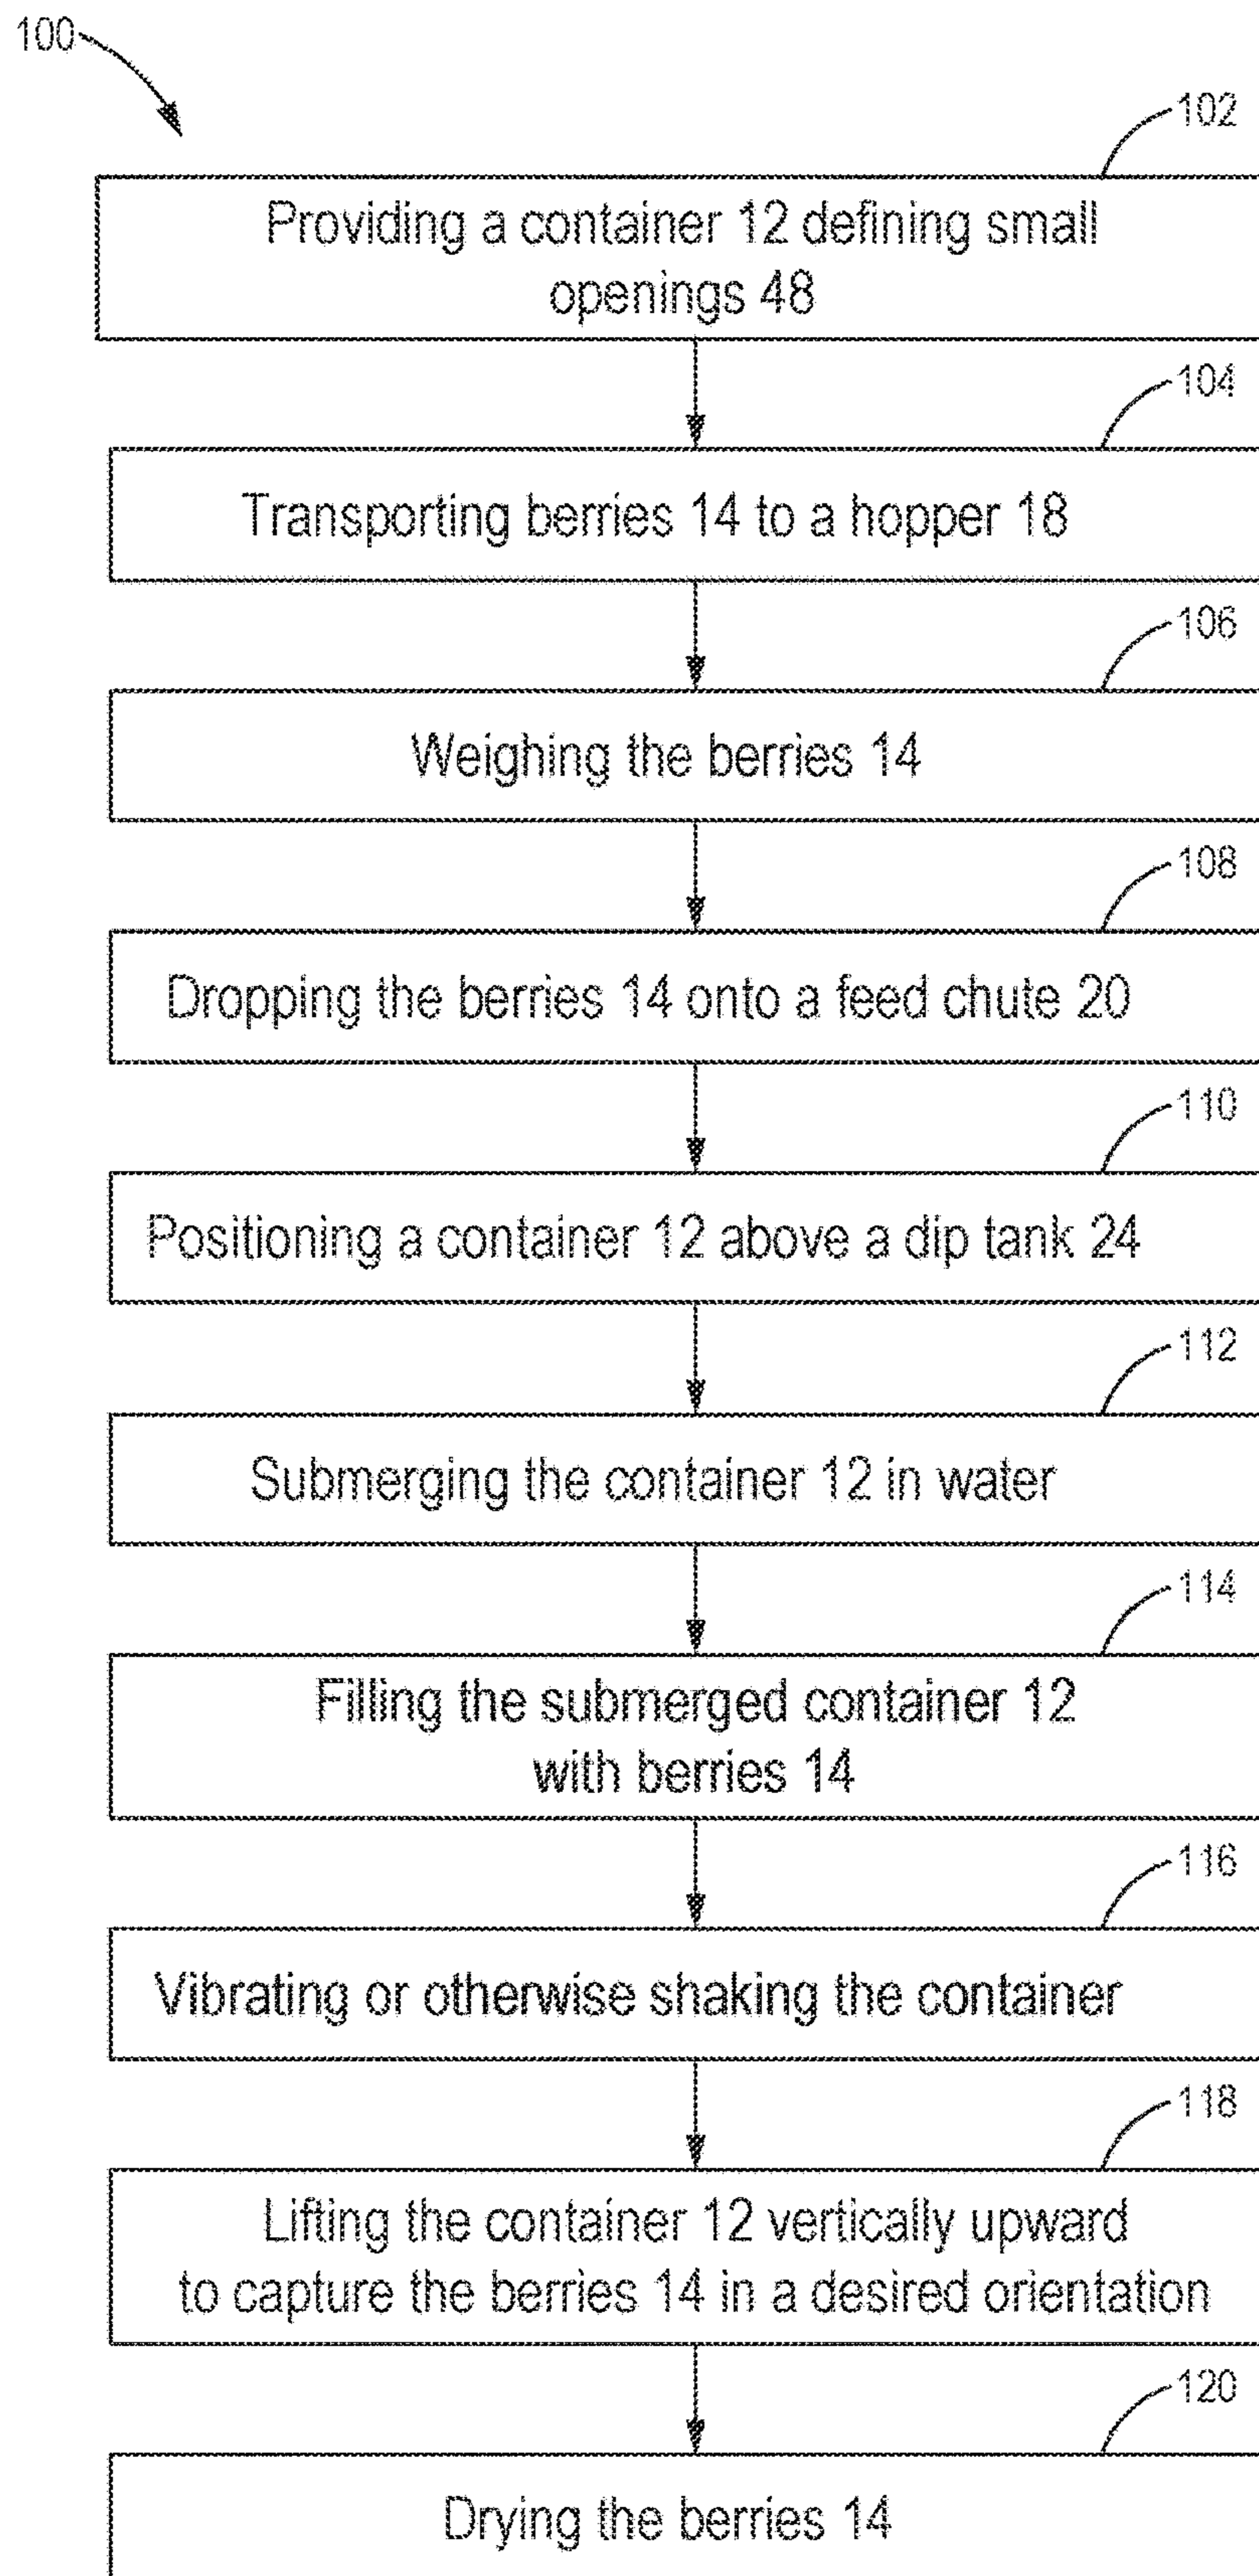 100
102
Providing a container 12 defining small
openings 48
104
Transporting berries 14 to a hopper 18
106
Weighing the berries 14
108
Dropping the berries 14 onto a feed chute 20
110
Positioning a container 12 above a dip tank 24
112
Submerging the container 12 in water
114
Filling the submerged container 12
with berries 14
116
Vibrating or otherwise shaking the container
118
Lifting the container 12 vertically upward
to capture the berries 14 in a desired orientation
120
Drying the berries 14